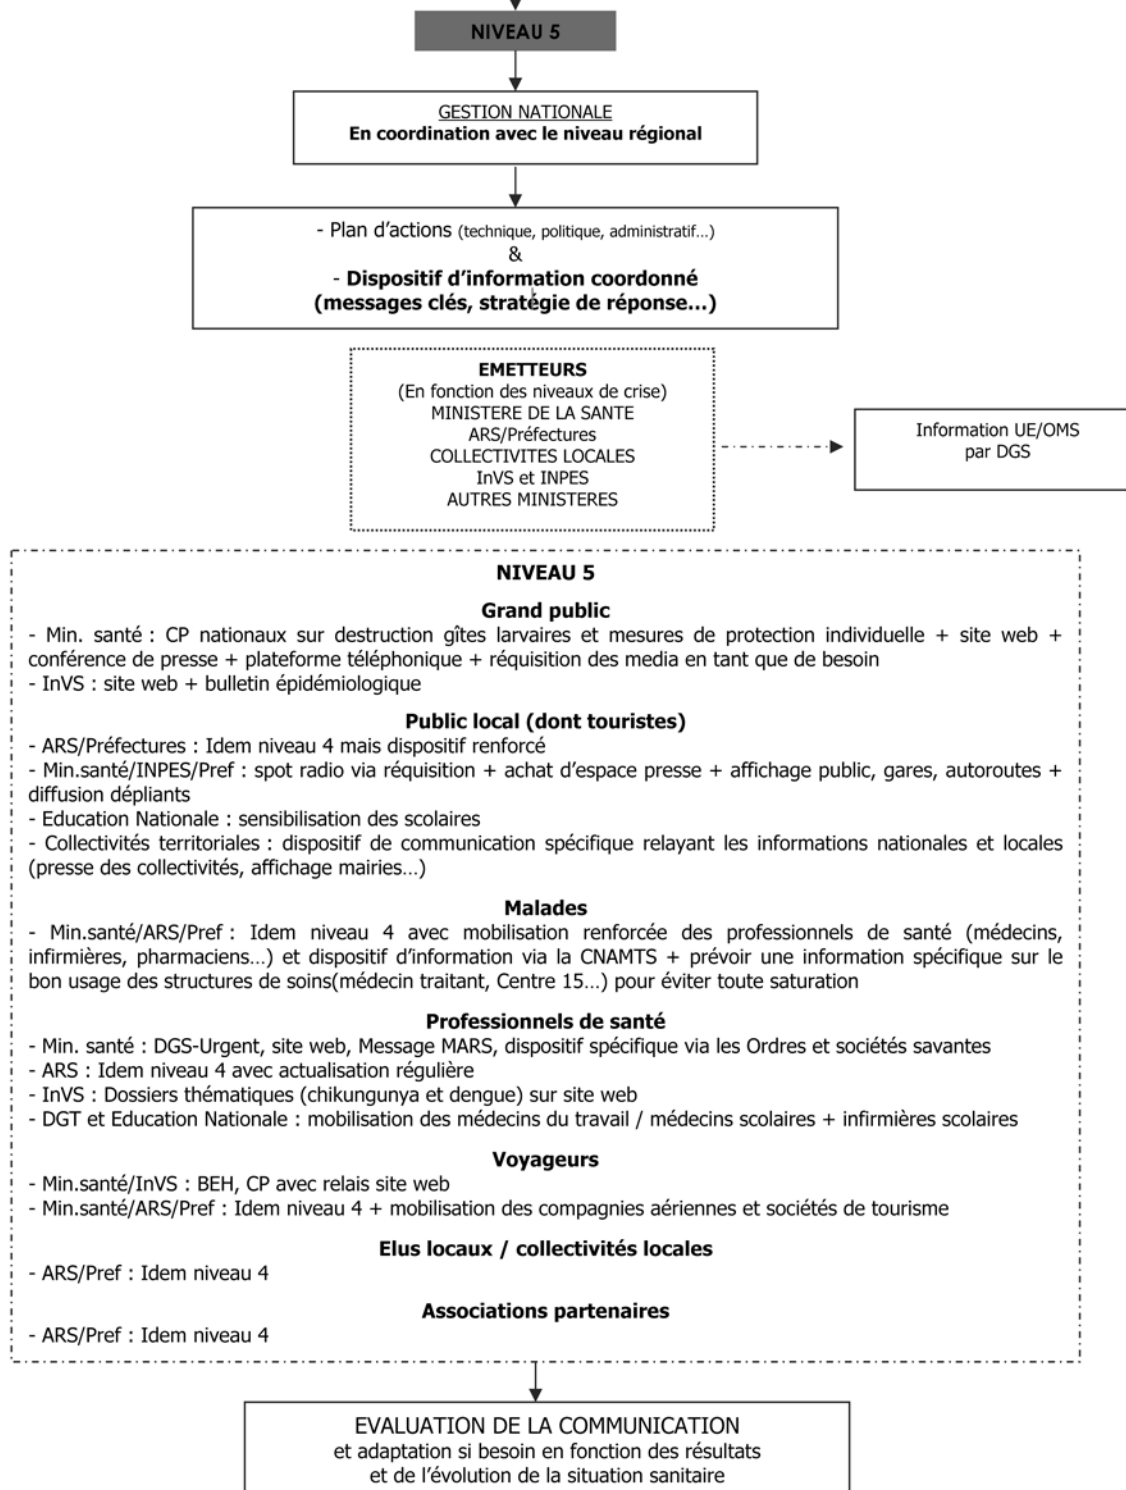 NIVEAU 5
GESTION NATIONALE
En coordination avec le niveau régional
- Plan d'actions (technique, politique, administratif...)
&
- Dispositif d'information coordonné
(messages clés, stratégie de réponse...)
EMETTEURS
(En fonction des niveaux de crise)
MINISTERE DE LA SANTE
ARS/Préfectures
COLLECTIVITES LOCALES
InVS et INPES
AUTRES MINISTERES
Information UE/OMS
par DGS
NIVEAU 5
Grand public
- Min. santé : CP nationaux sur destruction gîtes larvaires et mesures de protection individuelle + site web +
conférence de presse + plateforme téléphonique + réquisition des media en tant que de besoin
- InVS : site web + bulletin épidémiologique
Public local (dont touristes)
- ARS/Préfectures : Idem niveau 4 mais dispositif renforcé
- Min.santé/INPES/Pref : spot radio via réquisition + achat d'espace presse + affichage public, gares, autoroutes +
diffusion dépliants
- Education Nationale : sensibilisation des scolaires
- Collectivités territoriales : dispositif de communication spécifique relayant les informations nationales et locales
(presse des collectivités, affichage mairies...)
Malades
- Min.santé/ARS/Pref : Idem niveau 4 avec mobilisation renforcée des professionnels de santé (médecins,
infirmières, pharmaciens...) et dispositif d'information via la CNAMTS + prévoir une information spécifique sur le
bon usage des structures de soins(médecin traitant, Centre 15...) pour éviter toute saturation
Professionnels de santé
- Min. santé : DGS-Urgent, site web, Message MARS, dispositif spécifique via les Ordres et sociétés savantes
- ARS : Idem niveau 4 avec actualisation régulière
- InVS : Dossiers thématiques (chikungunya et dengue) sur site web
- DGT et Education Nationale : mobilisation des médecins du travail / médecins scolaires + infirmières scolaires
Voyageurs
- Min.santé/InVS : BEH, CP avec relais site web
- Min.santé/ARS/Pref : Idem niveau 4 + mobilisation des compagnies aériennes et sociétés de tourisme
Elus locaux / collectivités locales
- ARS/Pref : Idem niveau 4
Associations partenaires
- ARS/Pref : Idem niveau 4
EVALUATION DE LA COMMUNICATION
et adaptation si besoin en fonction des résultats
et de l'évolution de la situation sanitaire